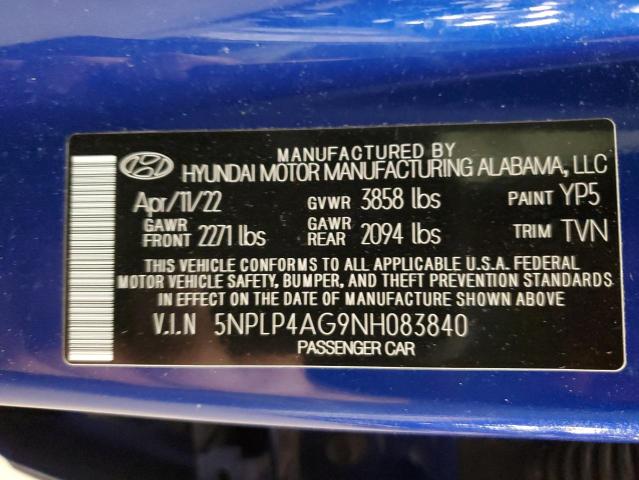 MANUFACTURED BY
HYUNDAI MOTOR MANUFACTURING ALABAMA, LLC
Apr/11/22 GVWR 3858 lbs PAINT YP5
GAWR FRONT 2271 lbs GAWR REAR 2094 lbs TRIM TVN
THIS VEHICLE CONFORMS TO ALL APPLICABLE U.S.A. FEDERAL
MOTOR VEHICLE SAFETY, BUMPER, AND THEFT PREVENTION STANDARDS
IN EFFECT ON THE DATE OF MANUFACTURE SHOWN ABOVE
V.I.N 5NPLP4AG9NH083840
PASSENGER CAR